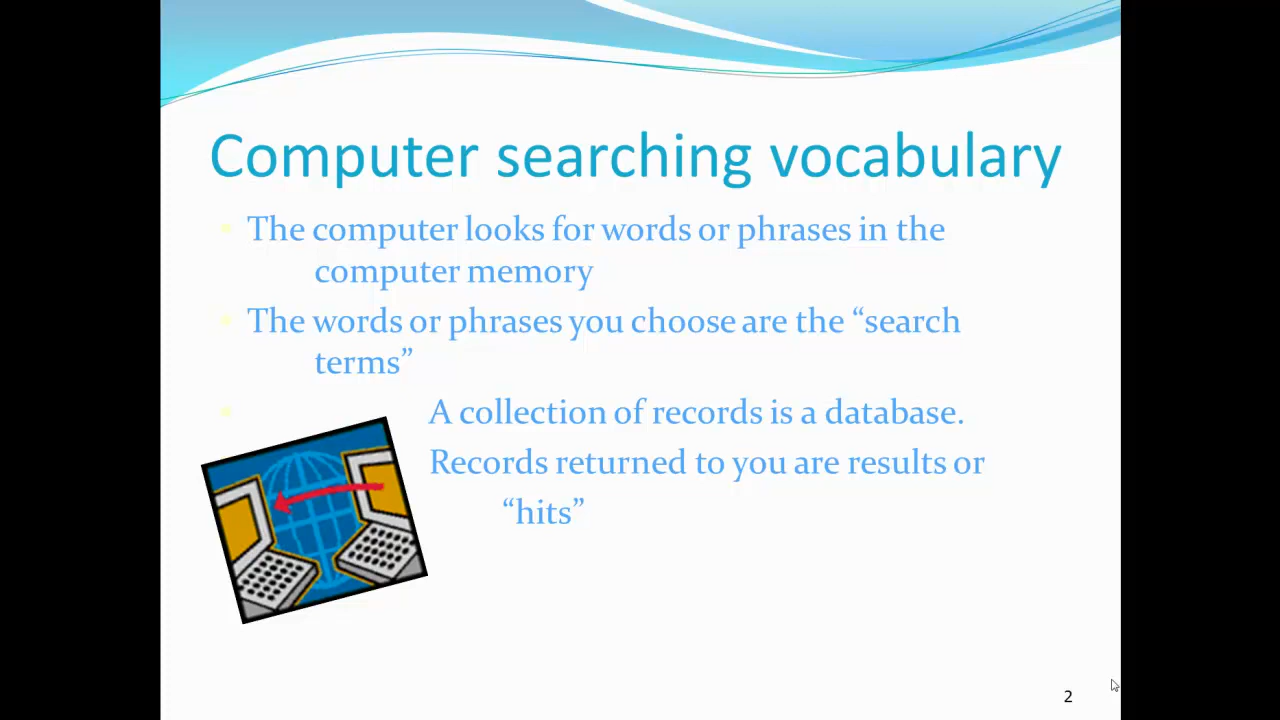 Computer searching vocabulary
The computer looks for words or phrases in the
computer memory
The words or phrases you choose are the “search
terms”
A collection of records is a database.
Records returned to you are results or
“hits”
2